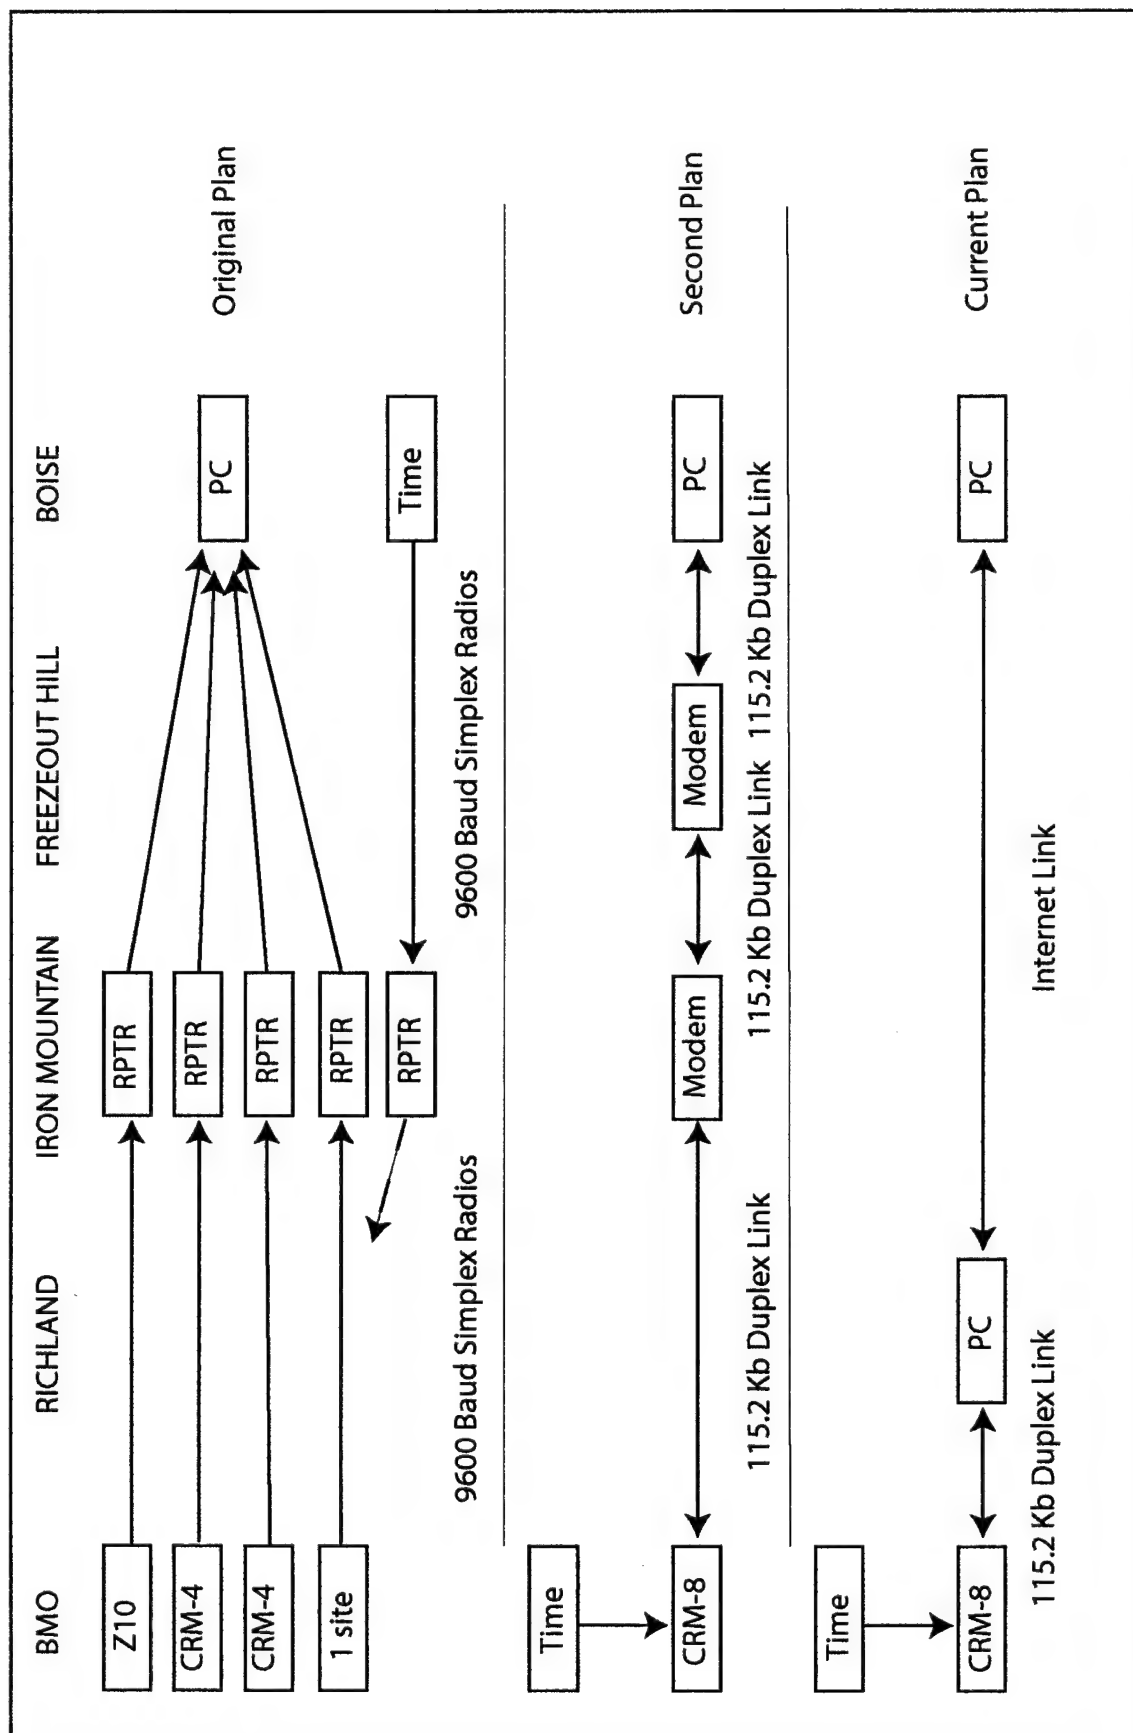 BMO
RICHLAND
IRON MOUNTAIN
FREEZEOUT HILL
BOISE
Z10
RPTR
CRM-4
RPTR
PC
Original Plan
CRM-4
RPTR
1 site
RPTR
RPTR
Time
9600 Baud Simplex Radios
9600 Baud Simplex Radios
Time
CRM-8
Modem
Modem
PC
Second Plan
115.2 Kb Duplex Link
115.2 Kb Duplex Link
115.2 Kb Duplex Link
Time
CRM-8
PC
PC
Current Plan
115.2 Kb Duplex Link
Internet Link